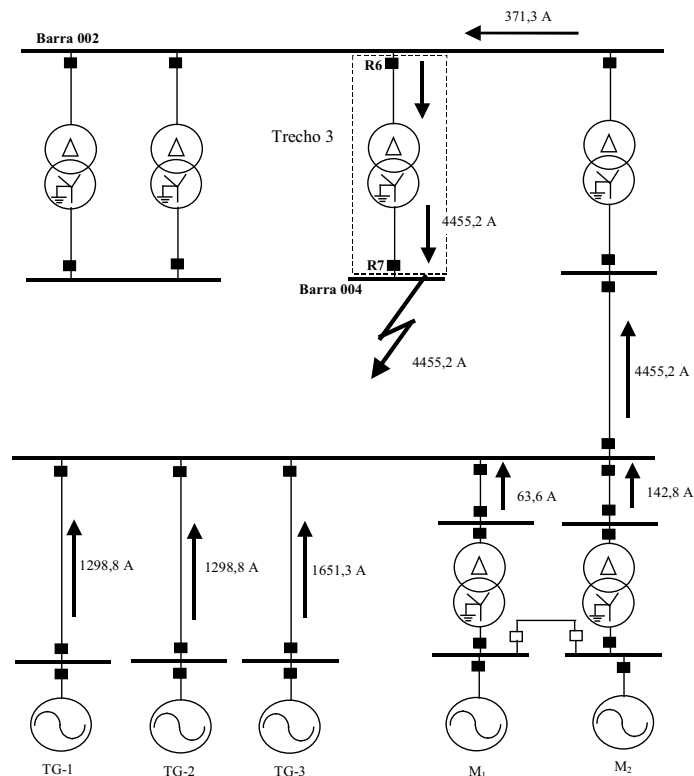 371,3 A
Barra 002
R6
Trecho 3
4455,2 A
R7
Barra 004
4455,2 A
4455,2 A
63,6 A
142,8 A
1298,8 A
1298,8 A
1651,3 A
TG-1
TG-2
TG-3
M₁
M₂